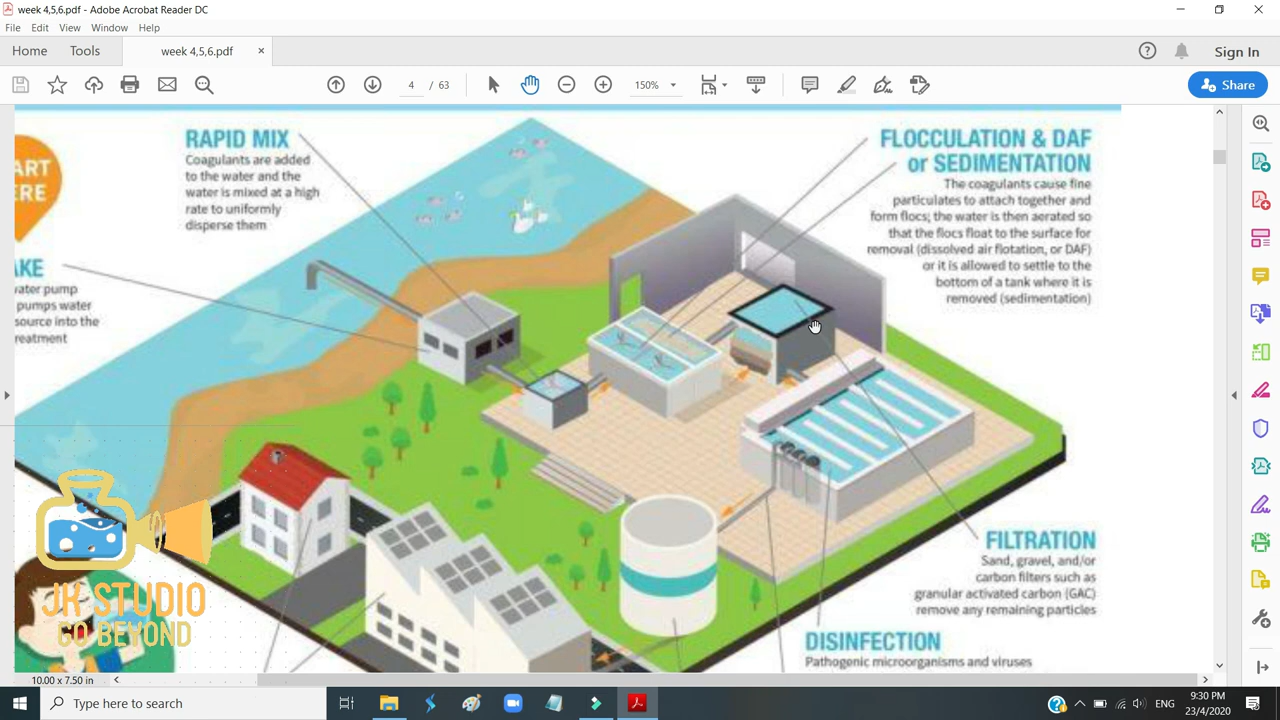 week 4,5,6.pdf - Adobe Acrobat Reader DC
File Edit View Window Help
Home Tools week 4,5,6.pdf × Sign In
4 / 63 150% Share
RAPID MIX
Coagulants are added
to the water and the
water is mixed at a high
rate to uniformly
disperse them
FLOCCULATION & DAF
or SEDIMENTATION
The coagulants cause fine
particulates to attach together and
form flocs; the water is then aerated so
that the flocs float to the surface for
removal (dissolved air flotation, or DAF)
or it is allowed to settle to the
bottom of a tank where it is
removed (sedimentation)
ART
ERE
AKE
vater pump
pumps water
source into the
reatment
FILTRATION
Sand, gravel, and/or
carbon filters such as
granular activated carbon (GAC)
remove any remaining particles
DISINFECTION
Pathogenic microorganisms and viruses
JK STUDIO
GO BEYOND
10.00 x 7.50 in
Type here to search
ENG
9:30 PM
23/4/2020